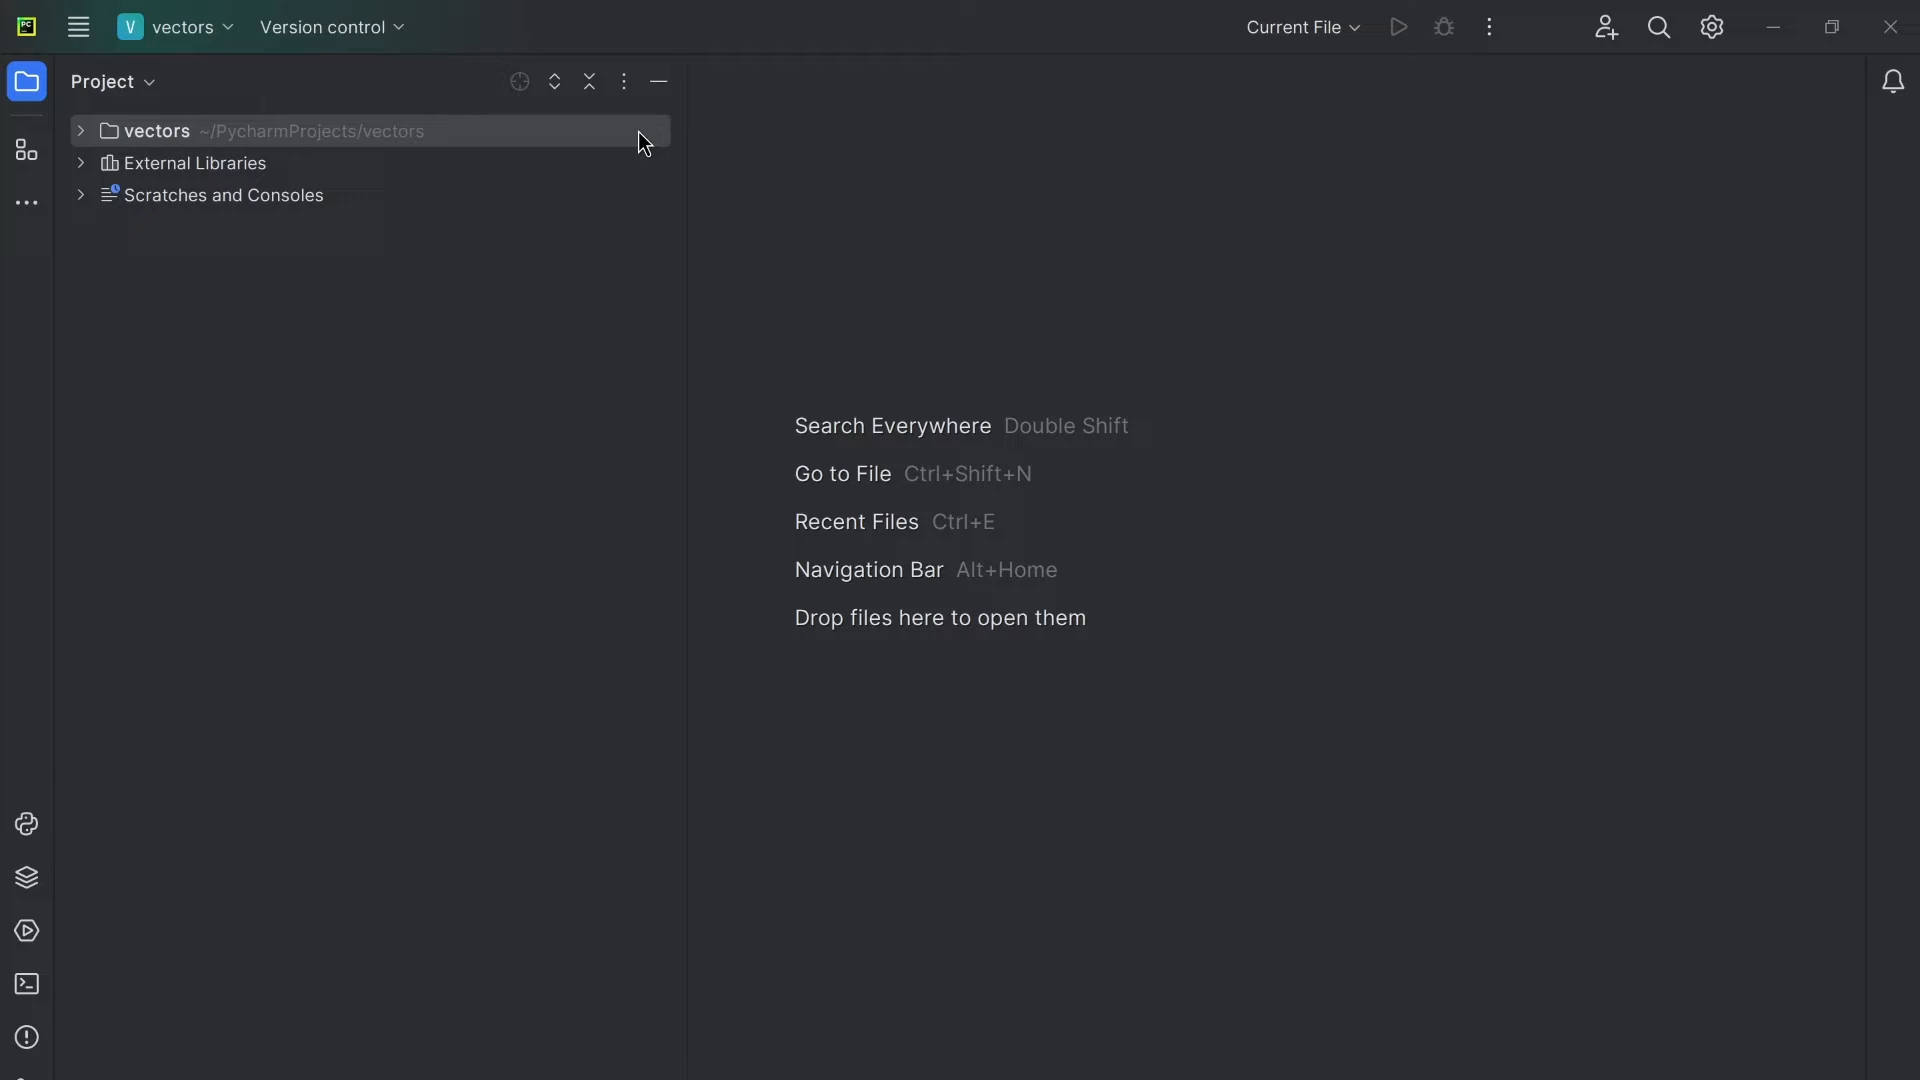 PC
V vectors Version control Current File
Project
vectors ~/PycharmProjects/vectors
External Libraries
Scratches and Consoles
Search Everywhere Double Shift
Go to File Ctrl+Shift+N
Recent Files Ctrl+E
Navigation Bar Alt+Home
Drop files here to open them